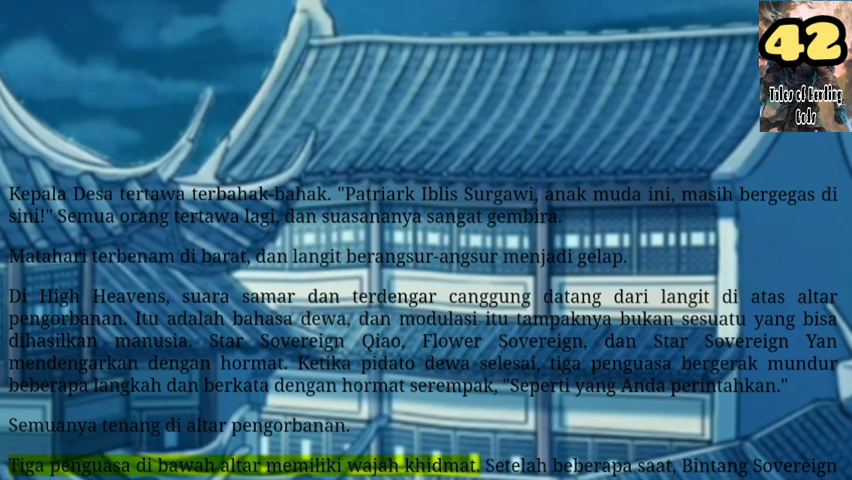 42
Tales of Herding
Gods
Kepala Desa tertawa terbahak-bahak. "Patriark Iblis Surgawi, anak muda ini, masih bergegas di
sini!" Semua orang tertawa lagi, dan suasananya sangat gembira.
Matahari terbenam di barat, dan langit berangsur-angsur menjadi gelap.
Di High Heavens, suara samar dan terdengar canggung datang dari langit di atas altar
pengorbanan. Itu adalah bahasa dewa, dan modulasi itu tampaknya bukan sesuatu yang bisa
dihasilkan manusia. Star Sovereign Qiao, Flower Sovereign, dan Star Sovereign Yan
mendengarkan dengan hormat. Ketika pidato dewa selesai, tiga penguasa bergerak mundur
beberapa langkah dan berkata dengan hormat serempak, "Seperti yang Anda perintahkan."
Semuanya tenang di altar pengorbanan.
Tiga penguasa di bawah altar memiliki wajah khidmat. Setelah beberapa saat, Bintang Sovereign